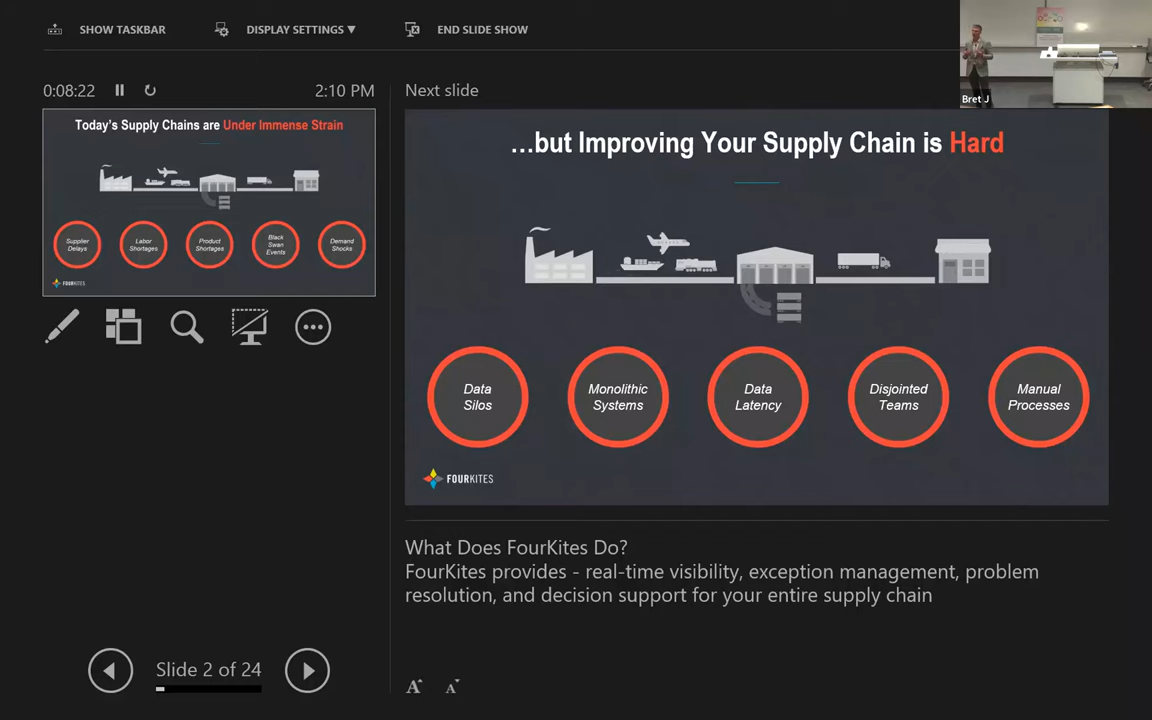 SHOW TASKBAR
DISPLAY SETTINGS ▼
END SLIDE SHOW
Bret J
0:08:22
2:10 PM
Today's Supply Chains are Under Immense Strain
Supplier
Delays
Labor
Shortages
Product
Shortages
Black
Swan
Events
Demand
Shocks
FOURKITES
Slide 2 of 24
Next slide
...but Improving Your Supply Chain is Hard
Data
Silos
Monolithic
Systems
Data
Latency
Disjointed
Teams
Manual
Processes
FOURKITES
What Does FourKites Do?
FourKites provides - real-time visibility, exception management, problem
resolution, and decision support for your entire supply chain
A A